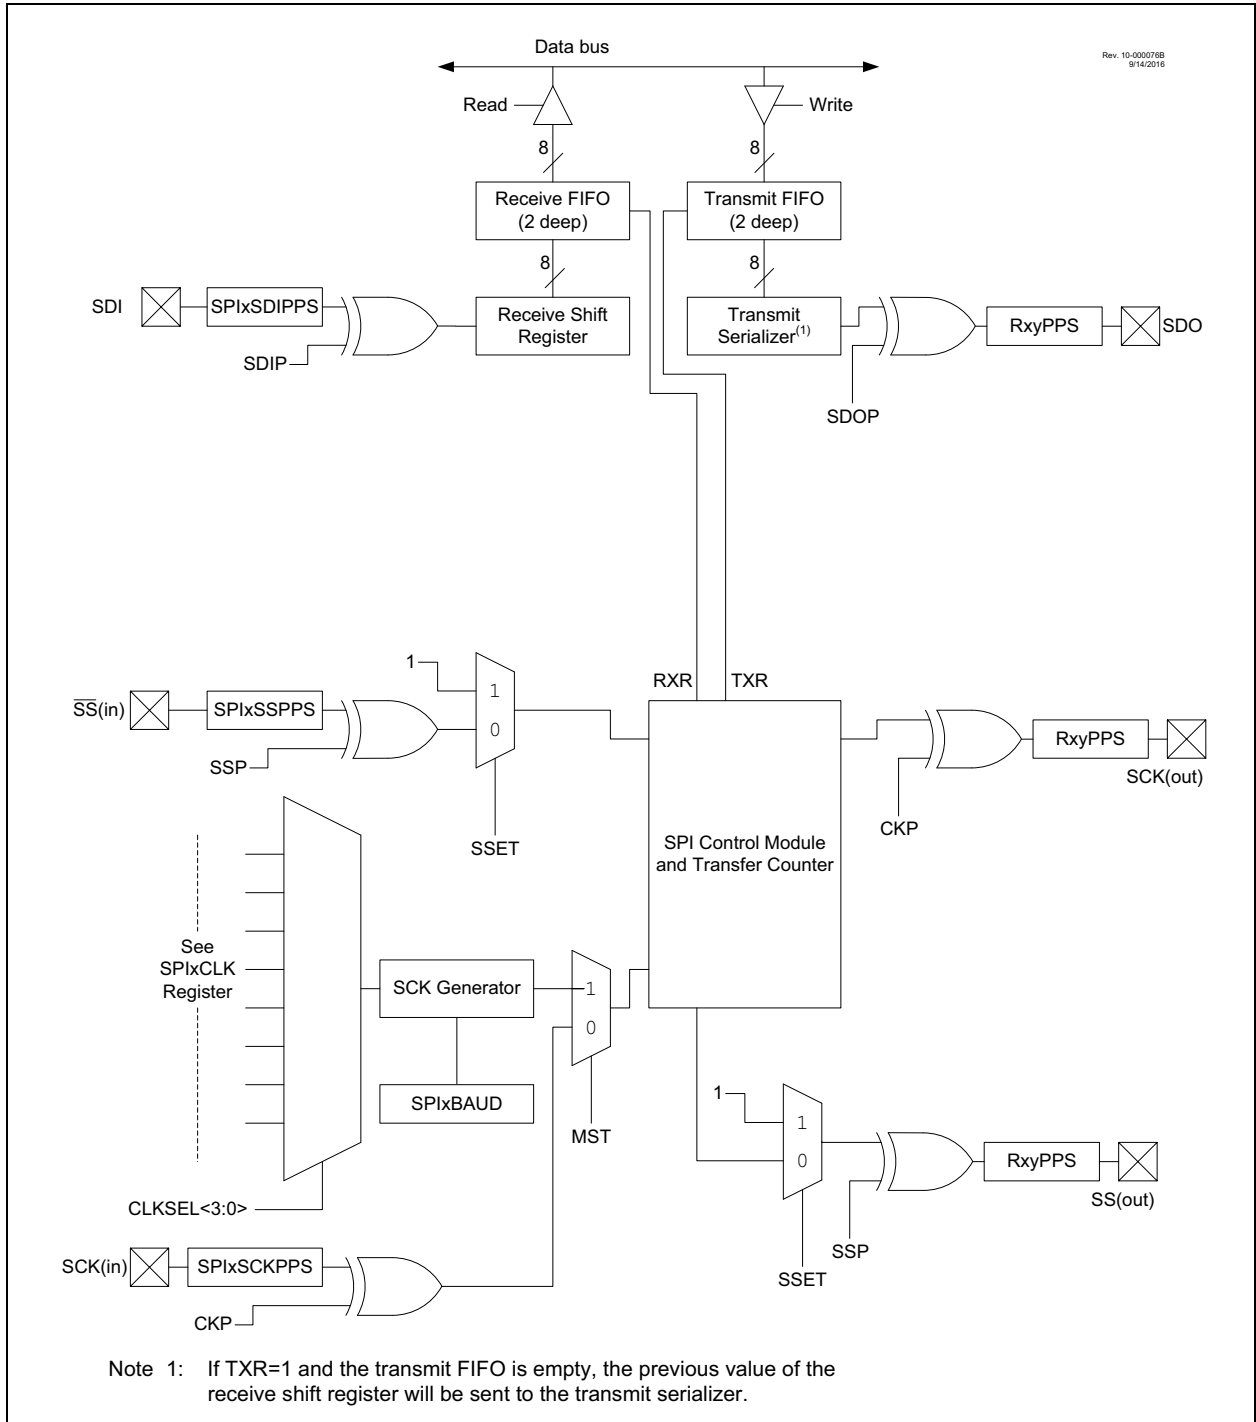 Data bus
Rev. 10-000076B
9/14/2016
Read
Write
8
8
Receive FIFO
(2 deep)
Transmit FIFO
(2 deep)
8
8
SDI
SPIxSDIPPS
SDIP
Receive Shift
Register
Transmit
Serializer(1)
SDOP
RxyPPS
SDO
RXR
TXR
SS(in)
SPIxSSPPS
SSP
1
1
0
SSET
SPI Control Module
and Transfer Counter
CKP
RxyPPS
SCK(out)
See
SPIxCLK
Register
CLKSEL<3:0>
SCK Generator
SPIxBAUD
1
0
MST
SCK(in)
SPIxSCKPPS
CKP
1
1
0
SSET
SSP
RxyPPS
SS(out)
Note 1: If TXR=1 and the transmit FIFO is empty, the previous value of the
receive shift register will be sent to the transmit serializer.